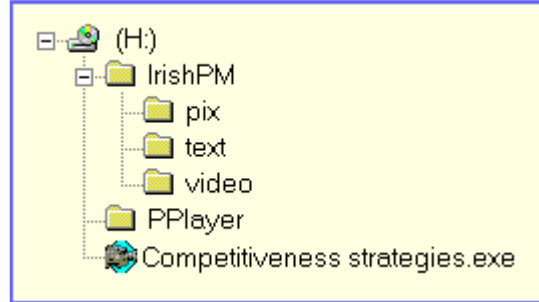 (H:)
IrishPM
pix
text
video
PPlayer
Competitiveness strategies.exe